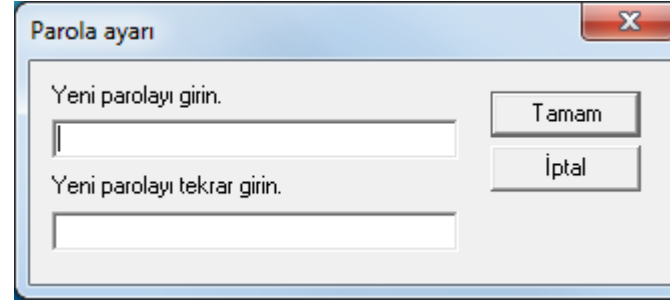 Parola ayarı
Yeni parolayı girin.
Tamam
İptal
Yeni parolayı tekrar girin.